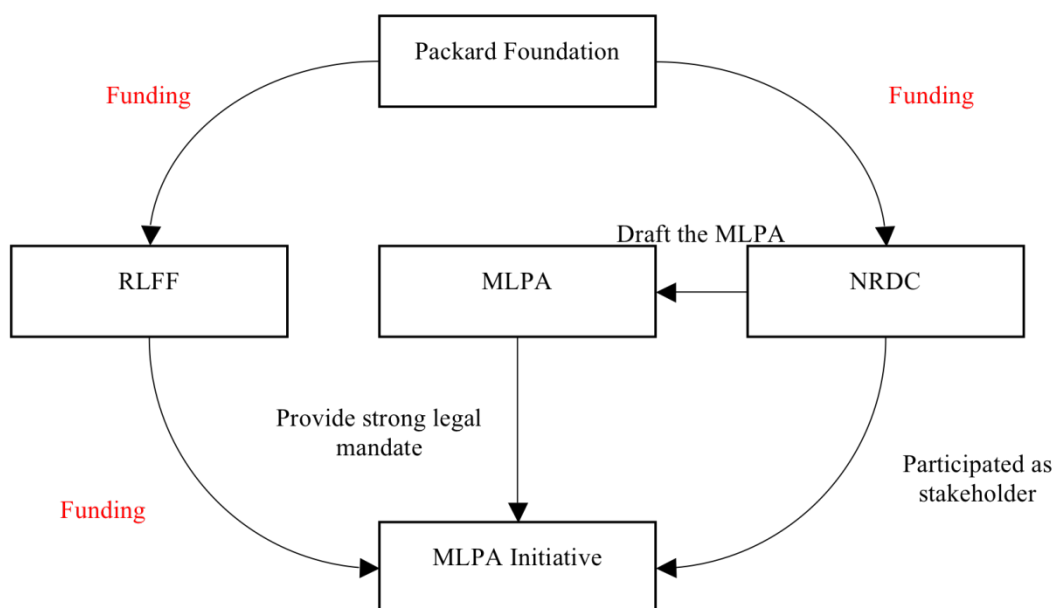 Packard Foundation
Funding
Funding
Draft the MLPA
RLFF
MLPA
NRDC
Provide strong legal
mandate
Participated as
stakeholder
Funding
MLPA Initiative